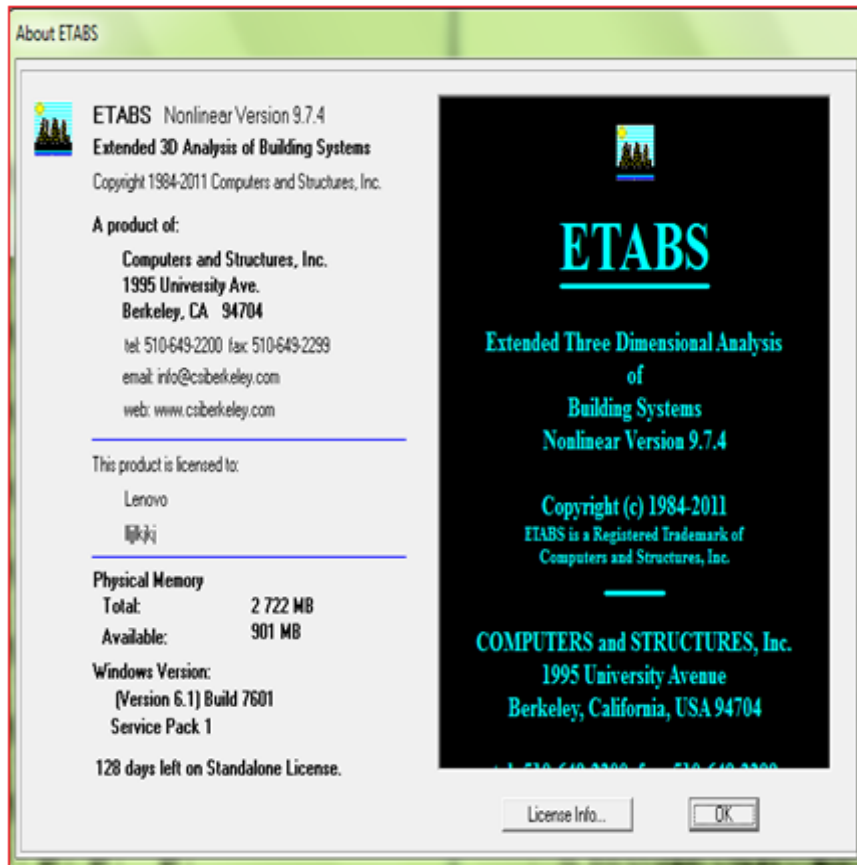 About ETABS
ETABS Nonlinear Version 9.7.4
Extended 3D Analysis of Building Systems
Copyright 1984-2011 Computers and Structures, Inc.
A product of:
Computers and Structures, Inc.
1995 University Ave.
Berkeley, CA 94704
tel: 510-649-2200 fax: 510-649-2299
email: info@csiberkeley.com
web: www.csiberkeley.com
This product is licensed to:
Lenovo
Physical Memory
Total: 2 722 MB
Available: 901 MB
Windows Version:
(Version 6.1) Build 7601
Service Pack 1
128 days left on Standalone License.
ETABS
Extended Three Dimensional Analysis
of
Building Systems
Nonlinear Version 9.7.4
Copyright (c) 1984-2011
ETABS is a Registered Trademark of
Computers and Structures, Inc.
COMPUTERS and STRUCTURES, Inc.
1995 University Avenue
Berkeley, California, USA 94704
License Info...
OK